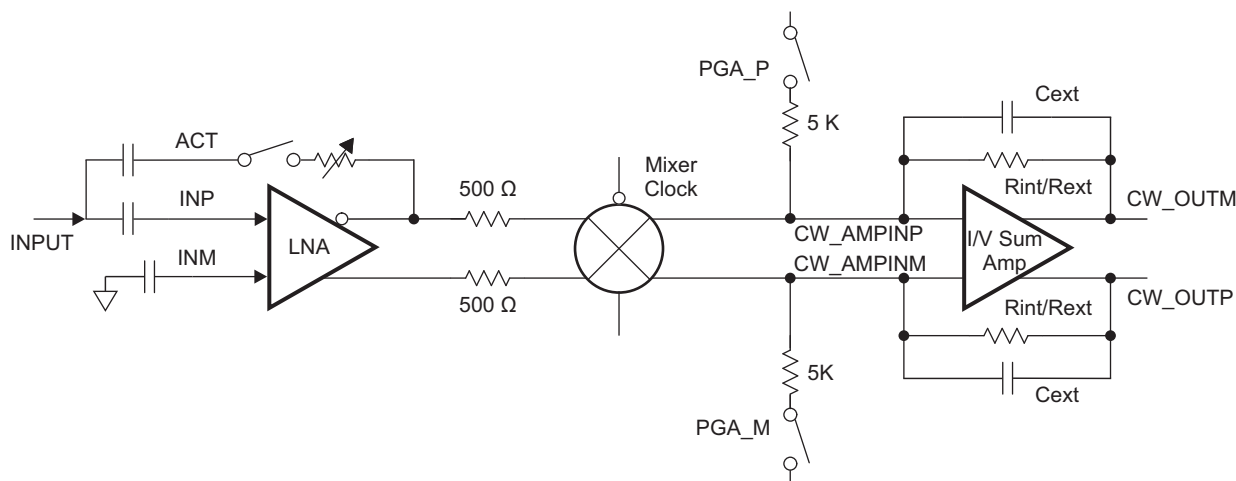 Cext
PGA_P
5 K
ACT
Mixer
Clock
500 Ω
Rint/Rext
INP
CW_OUTM
INPUT
LNA
CW_AMPINP
I/V Sum
Amp
INM
CW_AMPINM
500 Ω
Rint/Rext
CW_OUTP
5K
Cext
PGA_M